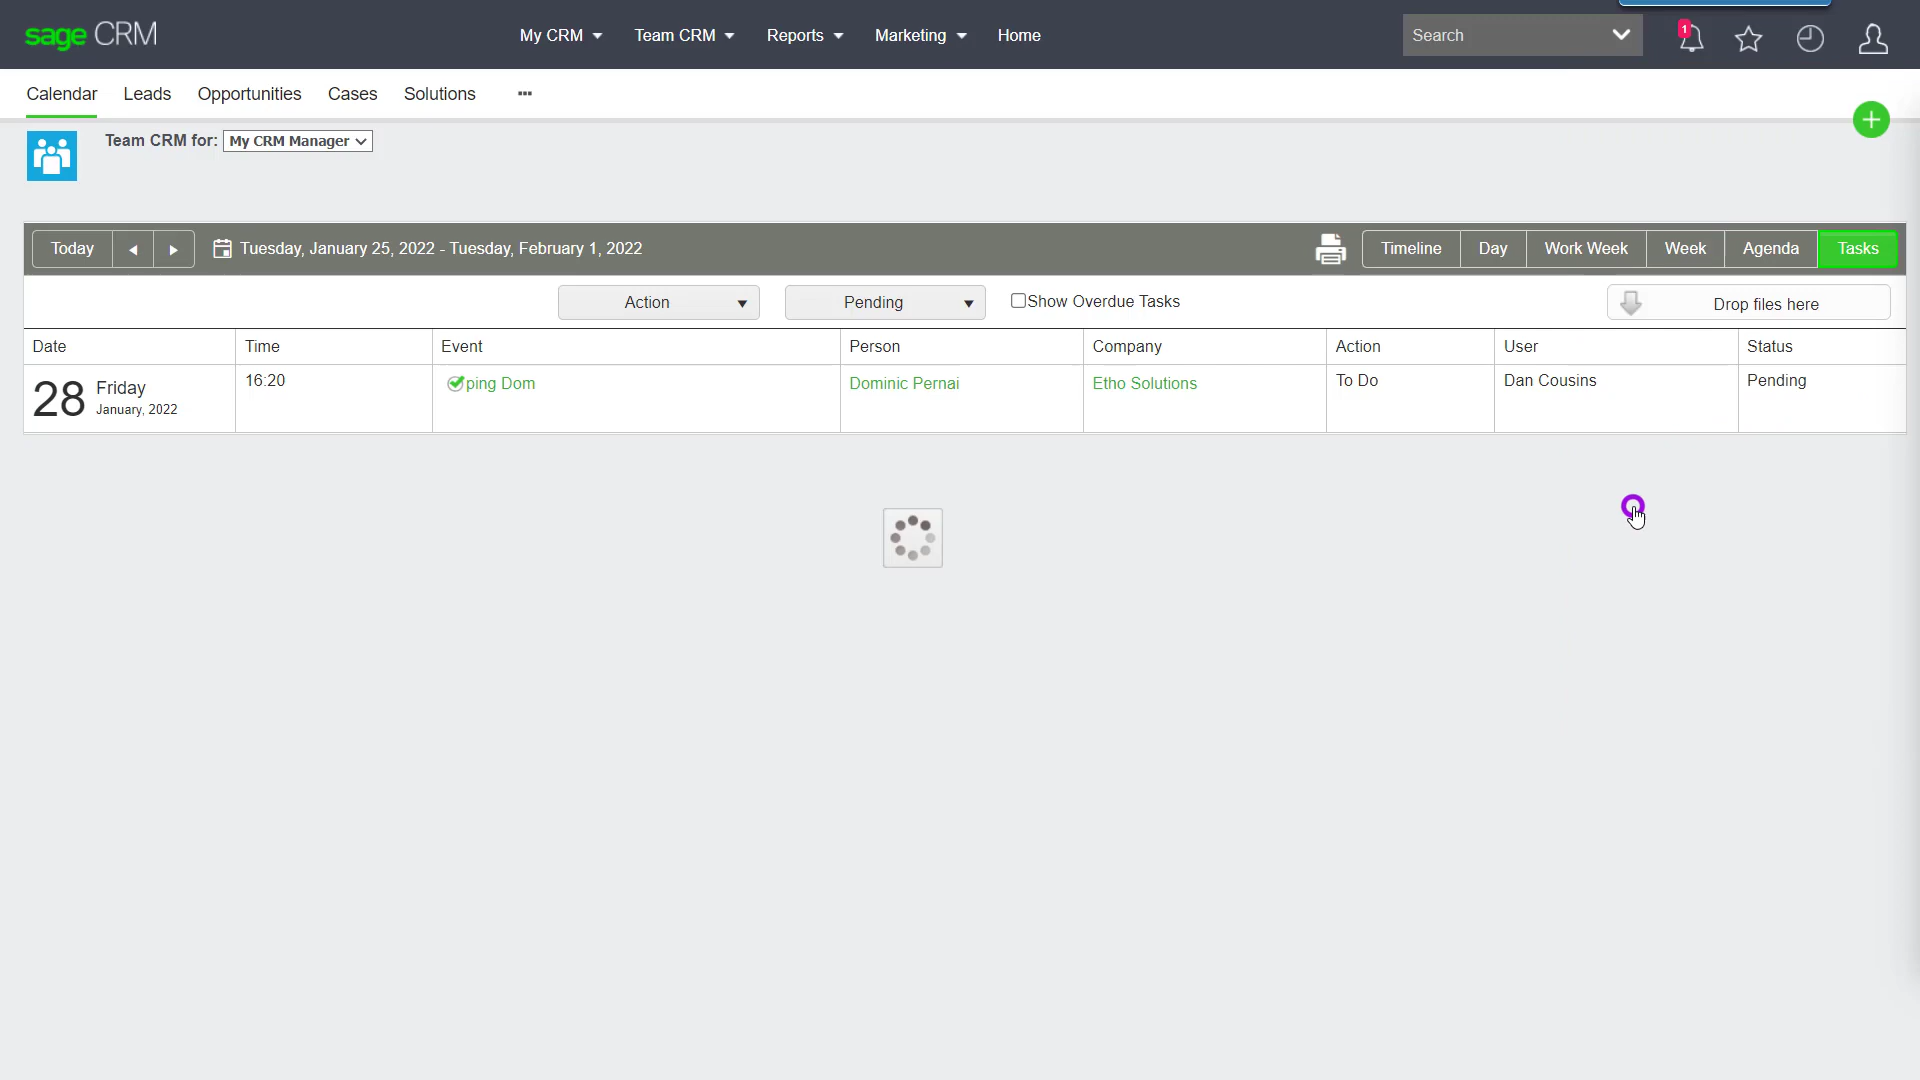 sage CRM
My CRM
Team CRM
Reports
Marketing
Home
Search
1
Calendar
Leads
Opportunities
Cases
Solutions
Team CRM for:
My CRM Manager
Today
Tuesday, January 25, 2022 - Tuesday, February 1, 2022
Timeline
Day
Work Week
Week
Agenda
Tasks
Action
Pending
Show Overdue Tasks
Drop files here
Date
Time
Event
Person
Company
Action
User
Status
28
Friday
January, 2022
16:20
ping Dom
Dominic Pernai
Etho Solutions
To Do
Dan Cousins
Pending